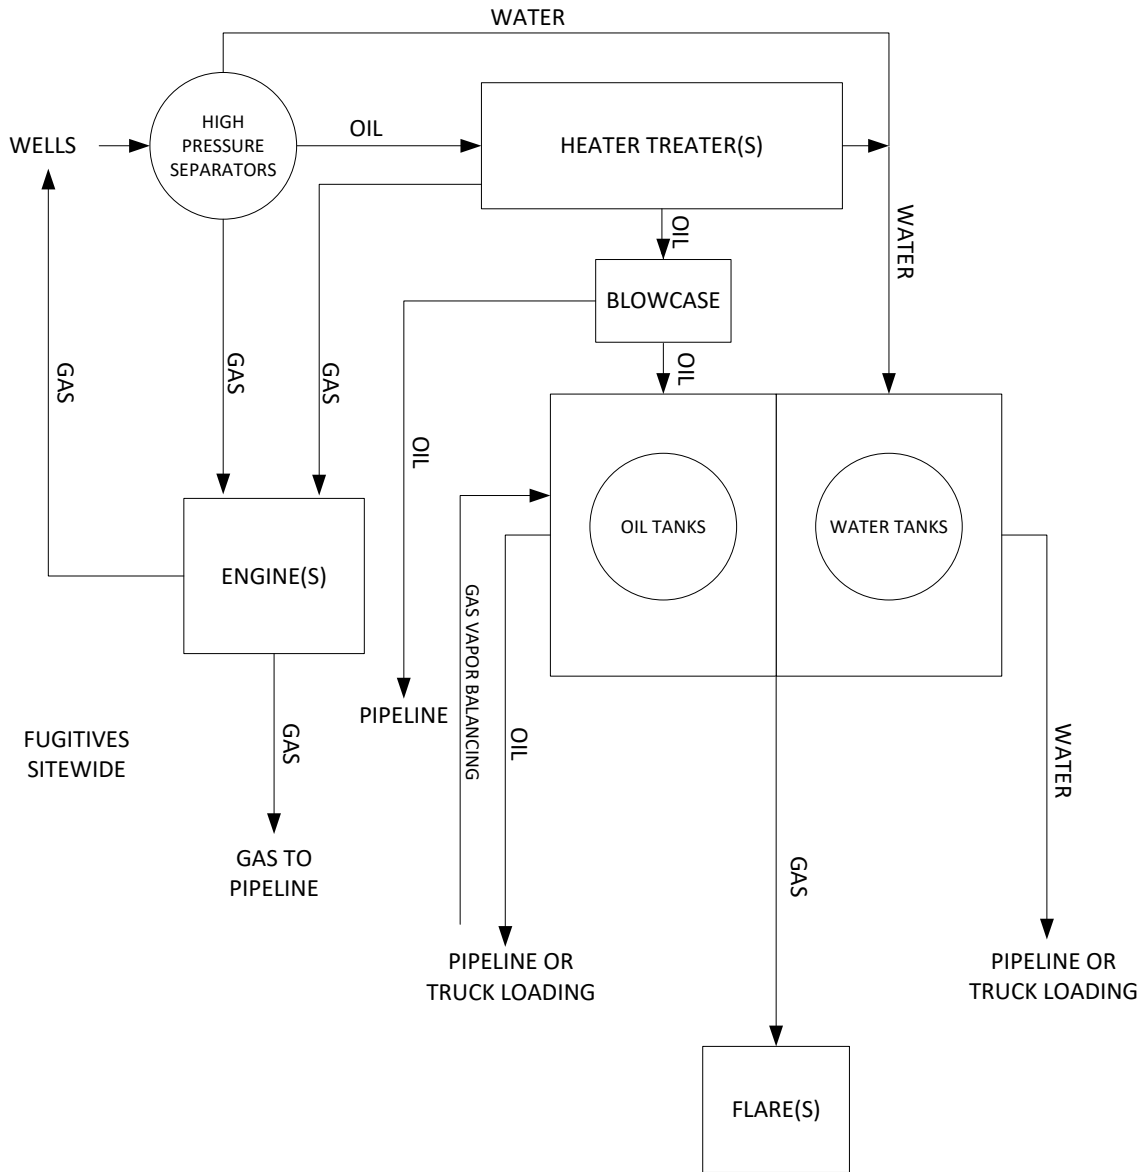 WATER
HIGH
PRESSURE
SEPARATORS
WELLS
OIL
HEATER TREATER(S)
WATER
OIL
BLOWCASE
OIL
GAS
GAS
GAS
OIL
OIL TANKS
WATER TANKS
ENGINE(S)
GAS VAPOR BALANCING
PIPELINE
OIL
GAS
FUGITIVES
SITEWIDE
WATER
GAS TO
PIPELINE
GAS
PIPELINE OR
TRUCK LOADING
PIPELINE OR
TRUCK LOADING
FLARE(S)